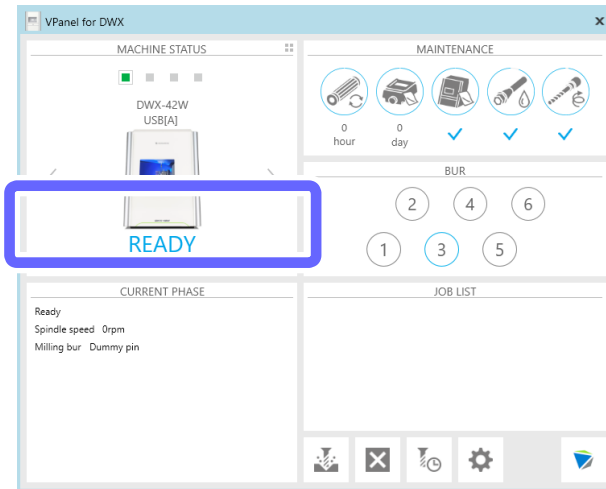 VPanel for DWX
MACHINE STATUS
DWX-42W
USB[A]
READY
MAINTENANCE
0
hour
0
day
BUR
2 4 6
1 3 5
CURRENT PHASE
Ready
Spindle speed 0rpm
Milling bur Dummy pin
JOB LIST